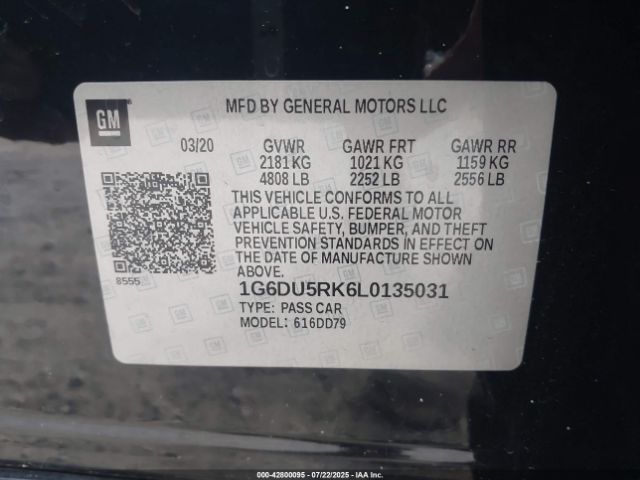 GM
MFD BY GENERAL MOTORS LLC
03/20 GVWR GAWR FRT GAWR RR
2181 KG 1021 KG 1159 KG
4808 LB 2252 LB 2556 LB
THIS VEHICLE CONFORMS TO ALL
APPLICABLE U.S. FEDERAL MOTOR
VEHICLE SAFETY, BUMPER, AND THEFT
PREVENTION STANDARDS IN EFFECT ON
THE DATE OF MANUFACTURE SHOWN
ABOVE.
8555
1G6DU5RK6L0135031
TYPE: PASS CAR
MODEL: 616DD79
000-42800095 - 07/22/2025 - IAAI.COM